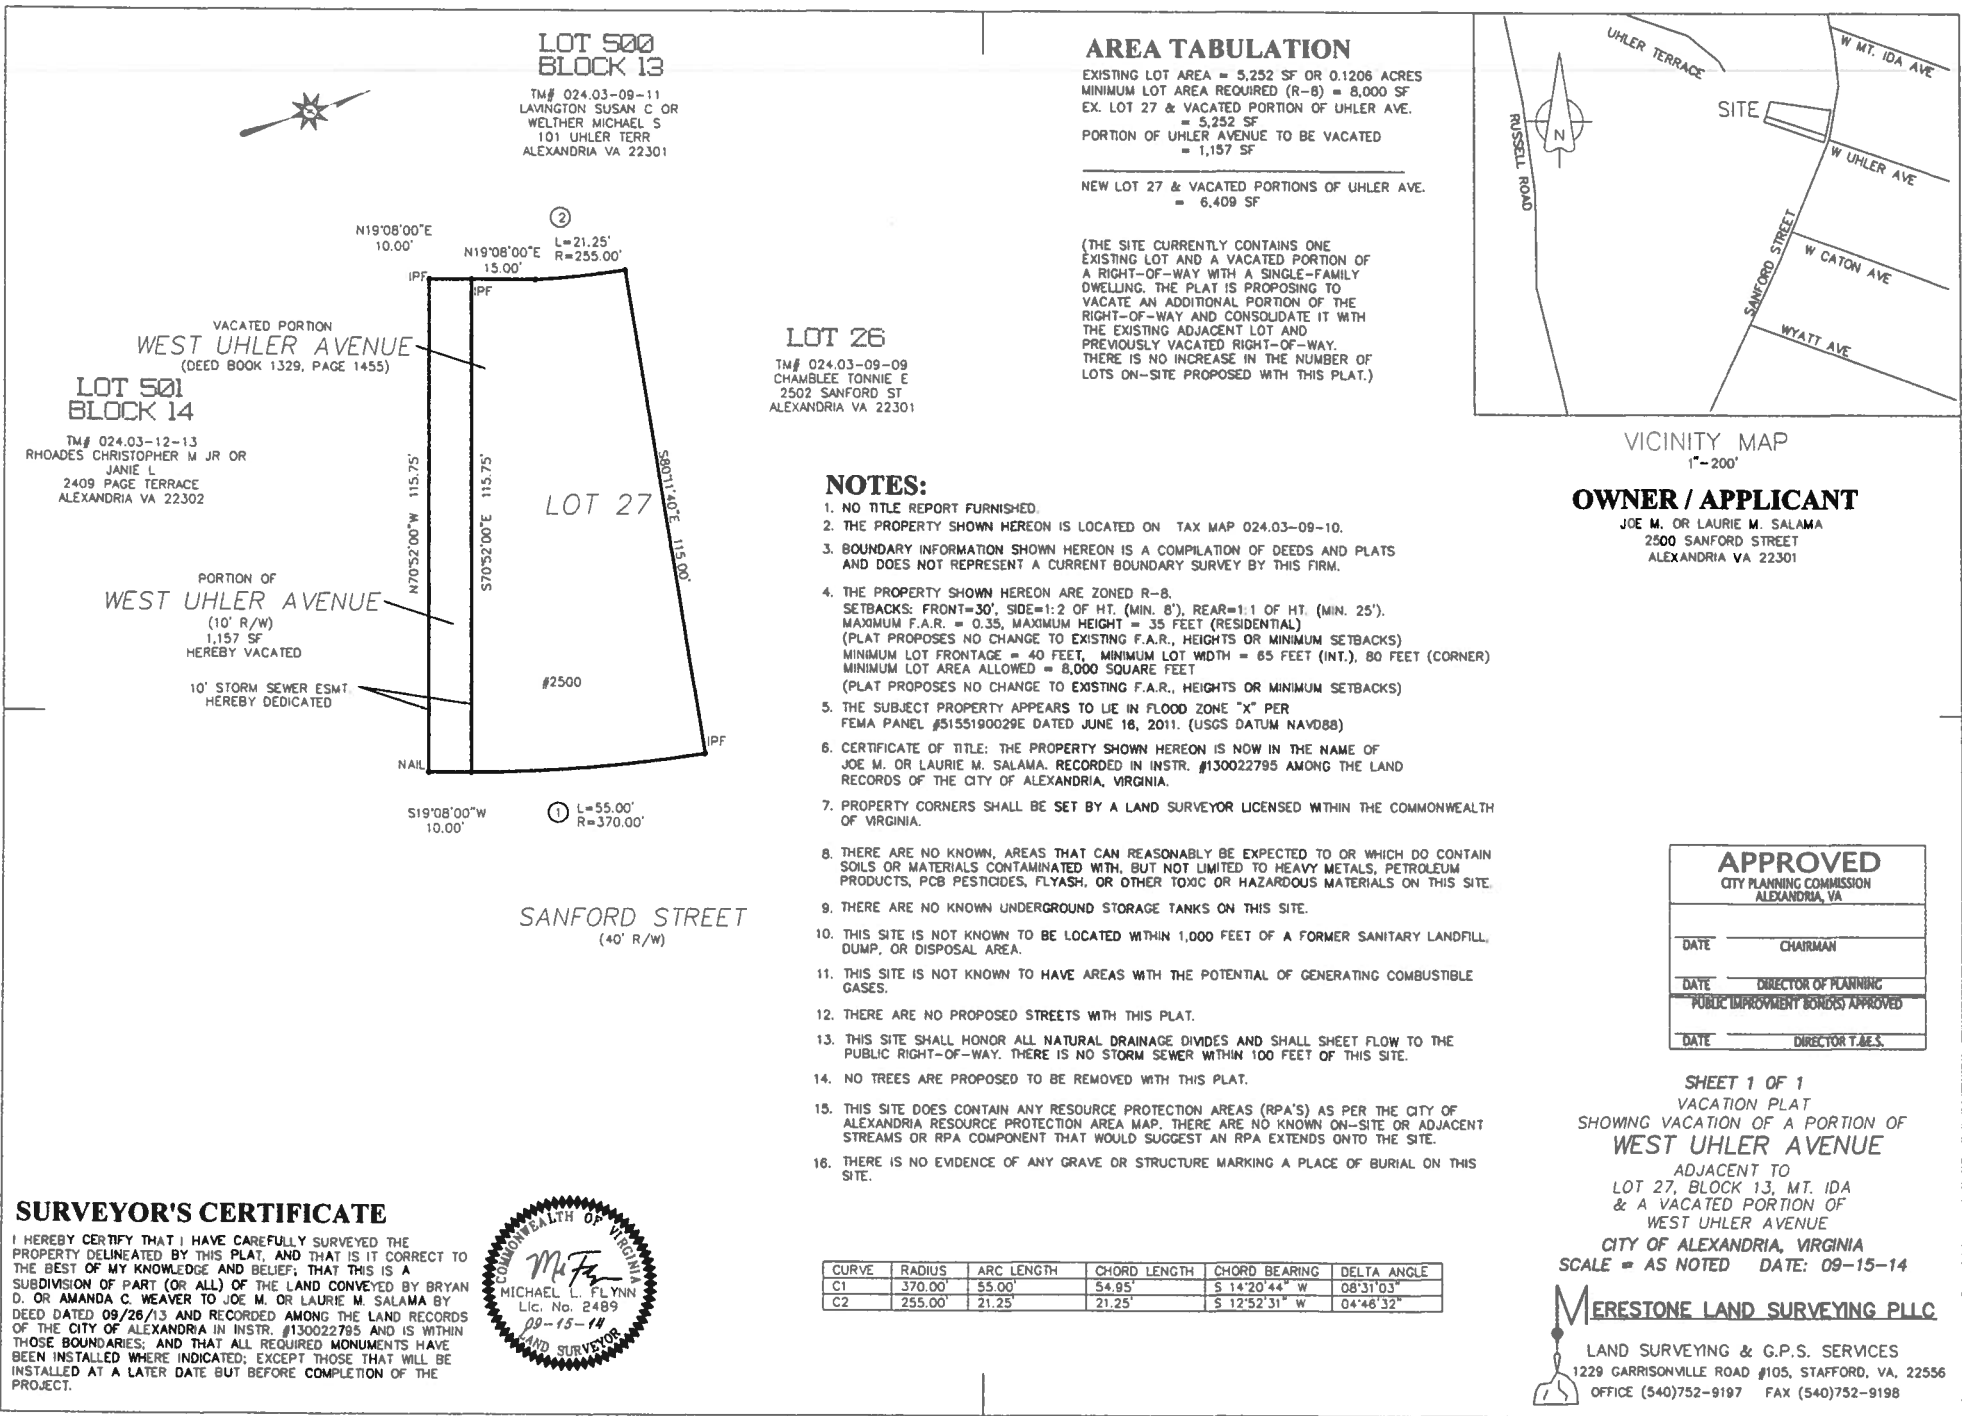 LOT 500
BLOCK 13
TM# 024.03-09-11
LAVINGTON SUSAN C OR
WELTHER MICHAEL S
101 UHLER TERR
ALEXANDRIA VA 22301
N19°08'00"E
10.00'
N19°08'00"E
15.00'
2
L=21.25'
R=255.00'
IPF
IPF
VACATED PORTION
WEST UHLER AVENUE
(DEED BOOK 1329, PAGE 1455)
LOT 501
BLOCK 14
TM# 024.03-12-13
RHOADES CHRISTOPHER M JR OR
JANIE L
2409 PAGE TERRACE
ALEXANDRIA VA 22302
LOT 26
TM# 024.03-09-09
CHAMBLEE TONNIE E
2502 SANFORD ST
ALEXANDRIA VA 22301
N70°52'00"W 115.75'
S70°52'00"E 115.75'
LOT 27
S80°11'40"E 115.00'
PORTION OF
WEST UHLER AVENUE
(10' R/W)
1,157 SF
HEREBY VACATED
10' STORM SEWER ESMT.
HEREBY DEDICATED
#2500
NAIL
IPF
S19°08'00"W
10.00'
1
L=55.00'
R=370.00'
SANFORD STREET
(40' R/W)
AREA TABULATION
EXISTING LOT AREA = 5,252 SF OR 0.1206 ACRES
MINIMUM LOT AREA REQUIRED (R-8) = 8,000 SF
EX. LOT 27 & VACATED PORTION OF UHLER AVE.
= 5,252 SF
PORTION OF UHLER AVENUE TO BE VACATED
= 1,157 SF
NEW LOT 27 & VACATED PORTIONS OF UHLER AVE.
= 6,409 SF
(THE SITE CURRENTLY CONTAINS ONE
EXISTING LOT AND A VACATED PORTION OF
A RIGHT-OF-WAY WITH A SINGLE-FAMILY
DWELLING. THE PLAT IS PROPOSING TO
VACATE AN ADDITIONAL PORTION OF THE
RIGHT-OF-WAY AND CONSOLIDATE IT WITH
THE EXISTING ADJACENT LOT AND
PREVIOUSLY VACATED RIGHT-OF-WAY.
THERE IS NO INCREASE IN THE NUMBER OF
LOTS ON-SITE PROPOSED WITH THIS PLAT.)
UHLER TERRACE
W MT. IDA AVE
SITE
N
RUSSELL ROAD
W UHLER AVE
SANFORD STREET
W CATON AVE
WYATT AVE
VICINITY MAP
1"-200'
OWNER / APPLICANT
JOE M. OR LAURIE M. SALAMA
2500 SANFORD STREET
ALEXANDRIA VA 22301
NOTES:
1. NO TITLE REPORT FURNISHED.
2. THE PROPERTY SHOWN HEREON IS LOCATED ON TAX MAP 024.03-09-10.
3. BOUNDARY INFORMATION SHOWN HEREON IS A COMPILATION OF DEEDS AND PLATS
AND DOES NOT REPRESENT A CURRENT BOUNDARY SURVEY BY THIS FIRM.
4. THE PROPERTY SHOWN HEREON ARE ZONED R-8.
SETBACKS: FRONT=30', SIDE=1:2 OF HT. (MIN. 8'), REAR=1:1 OF HT. (MIN. 25').
MAXIMUM F.A.R. = 0.35, MAXIMUM HEIGHT = 35 FEET (RESIDENTIAL)
(PLAT PROPOSES NO CHANGE TO EXISTING F.A.R., HEIGHTS OR MINIMUM SETBACKS)
MINIMUM LOT FRONTAGE = 40 FEET, MINIMUM LOT WIDTH = 65 FEET (INT.), 80 FEET (CORNER)
MINIMUM LOT AREA ALLOWED = 8,000 SQUARE FEET
(PLAT PROPOSES NO CHANGE TO EXISTING F.A.R., HEIGHTS OR MINIMUM SETBACKS)
5. THE SUBJECT PROPERTY APPEARS TO LIE IN FLOOD ZONE "X" PER
FEMA PANEL #5155190029E DATED JUNE 16, 2011. (USGS DATUM NAVD88)
6. CERTIFICATE OF TITLE: THE PROPERTY SHOWN HEREON IS NOW IN THE NAME OF
JOE M. OR LAURIE M. SALAMA. RECORDED IN INSTR. #130022795 AMONG THE LAND
RECORDS OF THE CITY OF ALEXANDRIA, VIRGINIA.
7. PROPERTY CORNERS SHALL BE SET BY A LAND SURVEYOR LICENSED WITHIN THE COMMONWEALTH
OF VIRGINIA.
8. THERE ARE NO KNOWN, AREAS THAT CAN REASONABLY BE EXPECTED TO OR WHICH DO CONTAIN
SOILS OR MATERIALS CONTAMINATED WITH, BUT NOT LIMITED TO HEAVY METALS, PETROLEUM
PRODUCTS, PCB PESTICIDES, FLYASH, OR OTHER TOXIC OR HAZARDOUS MATERIALS ON THIS SITE.
9. THERE ARE NO KNOWN UNDERGROUND STORAGE TANKS ON THIS SITE.
10. THIS SITE IS NOT KNOWN TO BE LOCATED WITHIN 1,000 FEET OF A FORMER SANITARY LANDFILL,
DUMP, OR DISPOSAL AREA.
11. THIS SITE IS NOT KNOWN TO HAVE AREAS WITH THE POTENTIAL OF GENERATING COMBUSTIBLE
GASES.
12. THERE ARE NO PROPOSED STREETS WITH THIS PLAT.
13. THIS SITE SHALL HONOR ALL NATURAL DRAINAGE DIVIDES AND SHALL SHEET FLOW TO THE
PUBLIC RIGHT-OF-WAY. THERE IS NO STORM SEWER WITHIN 100 FEET OF THIS SITE.
14. NO TREES ARE PROPOSED TO BE REMOVED WITH THIS PLAT.
15. THIS SITE DOES CONTAIN ANY RESOURCE PROTECTION AREAS (RPA'S) AS PER THE CITY OF
ALEXANDRIA RESOURCE PROTECTION AREA MAP. THERE ARE NO KNOWN ON-SITE OR ADJACENT
STREAMS OR RPA COMPONENT THAT WOULD SUGGEST AN RPA EXTENDS ONTO THE SITE.
16. THERE IS NO EVIDENCE OF ANY GRAVE OR STRUCTURE MARKING A PLACE OF BURIAL ON THIS
SITE.
APPROVED
CITY PLANNING COMMISSION
ALEXANDRIA, VA
DATE CHAIRMAN
DATE DIRECTOR OF PLANNING
PUBLIC IMPROVMENT BOND(S) APPROVED
DATE DIRECTOR T.&E.S.
SHEET 1 OF 1
VACATION PLAT
SHOWING VACATION OF A PORTION OF
WEST UHLER AVENUE
ADJACENT TO
LOT 27, BLOCK 13, MT. IDA
& A VACATED PORTION OF
WEST UHLER AVENUE
CITY OF ALEXANDRIA, VIRGINIA
SCALE = AS NOTED DATE: 09-15-14
MERESTONE LAND SURVEYING PLLC
LAND SURVEYING & G.P.S. SERVICES
1229 GARRISONVILLE ROAD #105, STAFFORD, VA, 22556
OFFICE (540)752-9197 FAX (540)752-9198
SURVEYOR'S CERTIFICATE
I HEREBY CERTIFY THAT I HAVE CAREFULLY SURVEYED THE
PROPERTY DELINEATED BY THIS PLAT, AND THAT IS IT CORRECT TO
THE BEST OF MY KNOWLEDGE AND BELIEF; THAT THIS IS A
SUBDIVISION OF PART (OR ALL) OF THE LAND CONVEYED BY BRYAN
D. OR AMANDA C. WEAVER TO JOE M. OR LAURIE M. SALAMA BY
DEED DATED 09/26/13 AND RECORDED AMONG THE LAND RECORDS
OF THE CITY OF ALEXANDRIA IN INSTR. #130022795 AND IS WITHIN
THOSE BOUNDARIES; AND THAT ALL REQUIRED MONUMENTS HAVE
BEEN INSTALLED WHERE INDICATED; EXCEPT THOSE THAT WILL BE
INSTALLED AT A LATER DATE BUT BEFORE COMPLETION OF THE
PROJECT.
COMMONWEALTH OF VIRGINIA
MICHAEL L. FLYNN
Lic. No. 2489
09-15-14
LAND SURVEYOR
CURVE RADIUS ARC LENGTH CHORD LENGTH CHORD BEARING DELTA ANGLE
C1 370.00' 55.00' 54.95' S 14°20'44" W 08°31'03"
C2 255.00' 21.25' 21.25' S 12°52'31" W 04°46'32"